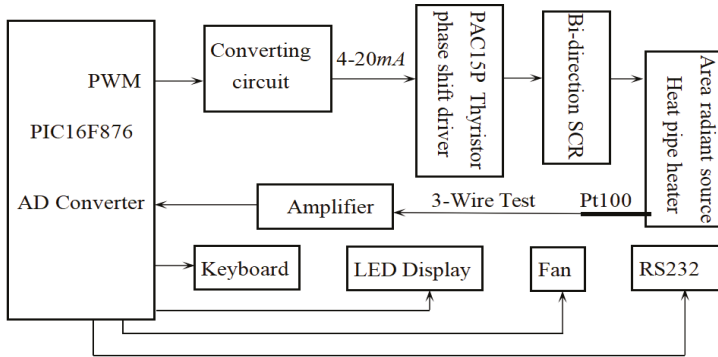 PWM
PIC16F876
AD Converter
Converting
circuit
4-20mA
PAC15P Thyristor
phase shift driver
Bi-direction SCR
Area radiant source
Heat pipe heater
Amplifier
3-Wire Test
Pt100
Keyboard
LED Display
Fan
RS232